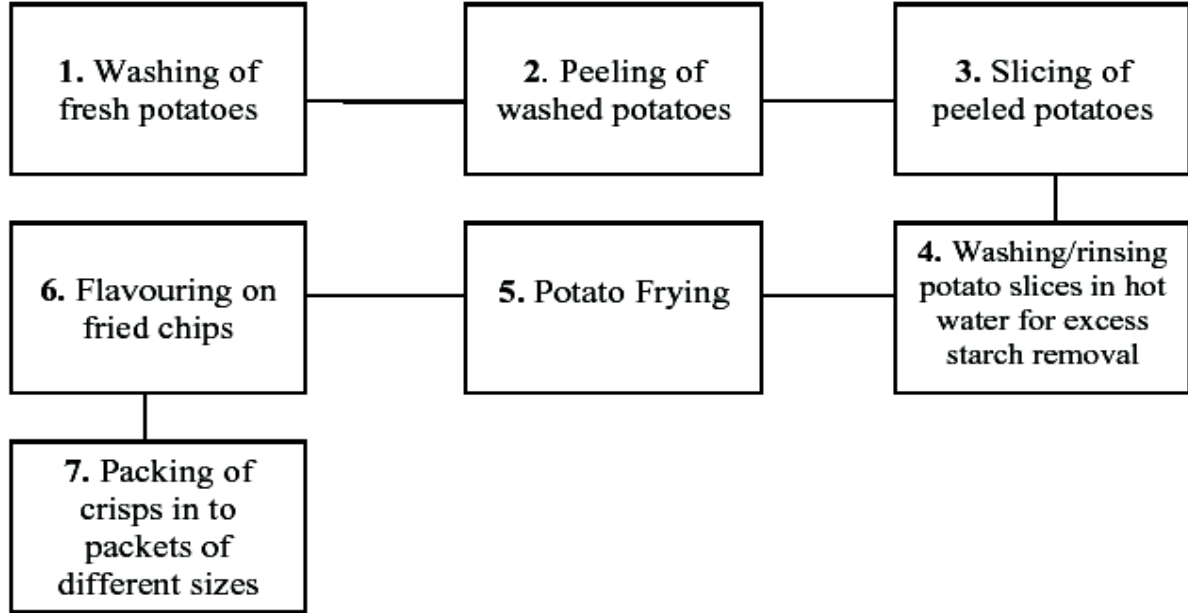 1. Washing of
fresh potatoes
2. Peeling of
washed potatoes
3. Slicing of
peeled potatoes
4. Washing/rinsing
potato slices in hot
water for excess
starch removal
5. Potato Frying
6. Flavouring on
fried chips
7. Packing of
crisps in to
packets of
different sizes